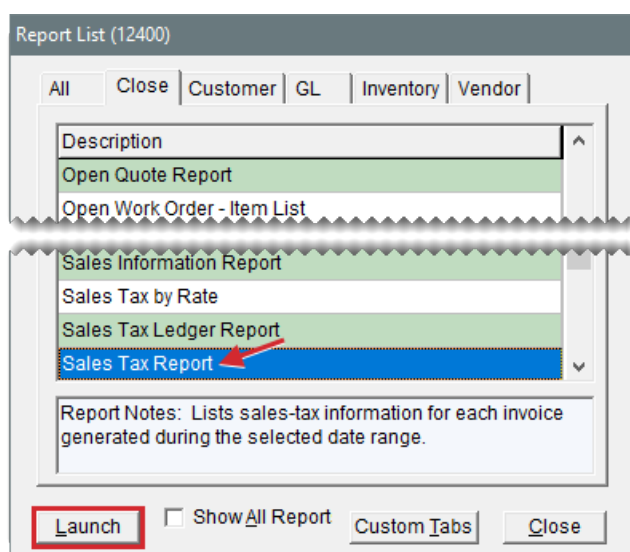 Report List (12400)
All Close Customer GL Inventory Vendor
Description
Open Quote Report
Open Work Order - Item List
Sales Information Report
Sales Tax by Rate
Sales Tax Ledger Report
Sales Tax Report
Report Notes: Lists sales-tax information for each invoice
generated during the selected date range.
Launch Show All Report Custom Tabs Close